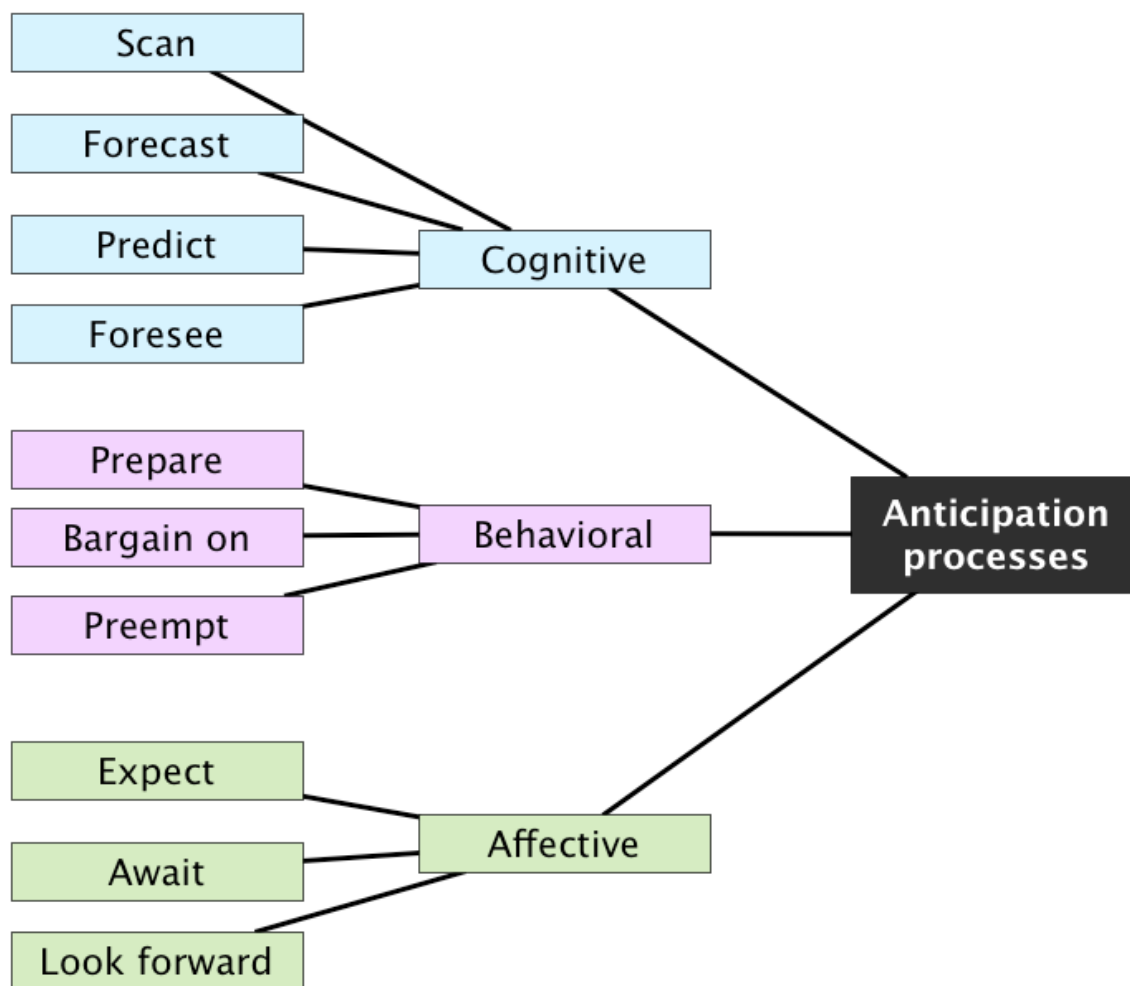 Scan
Forecast
Predict
Foresee
Cognitive
Prepare
Bargain on
Preempt
Behavioral
Anticipation
processes
Expect
Await
Look forward
Affective